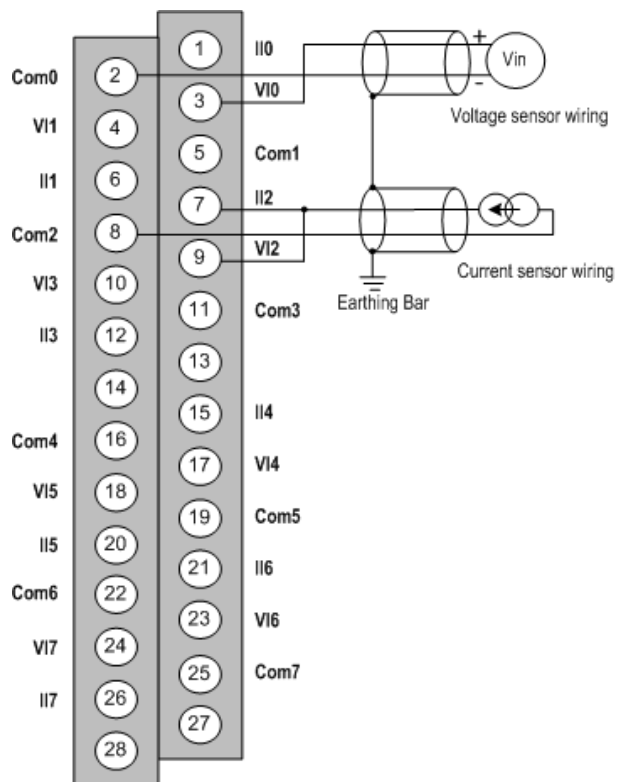 1 II0
+
Vin
Com0 2
-
3 VI0
Voltage sensor wiring
VI1 4
5 Com1
II1 6
7 II2
Com2 8
9 VI2
Current sensor wiring
VI3 10
Earthing Bar
11 Com3
II3 12
13
14
15 II4
Com4 16
17 VI4
VI5 18
19 Com5
II5 20
21 II6
Com6 22
23 VI6
VI7 24
25 Com7
II7 26
27
28